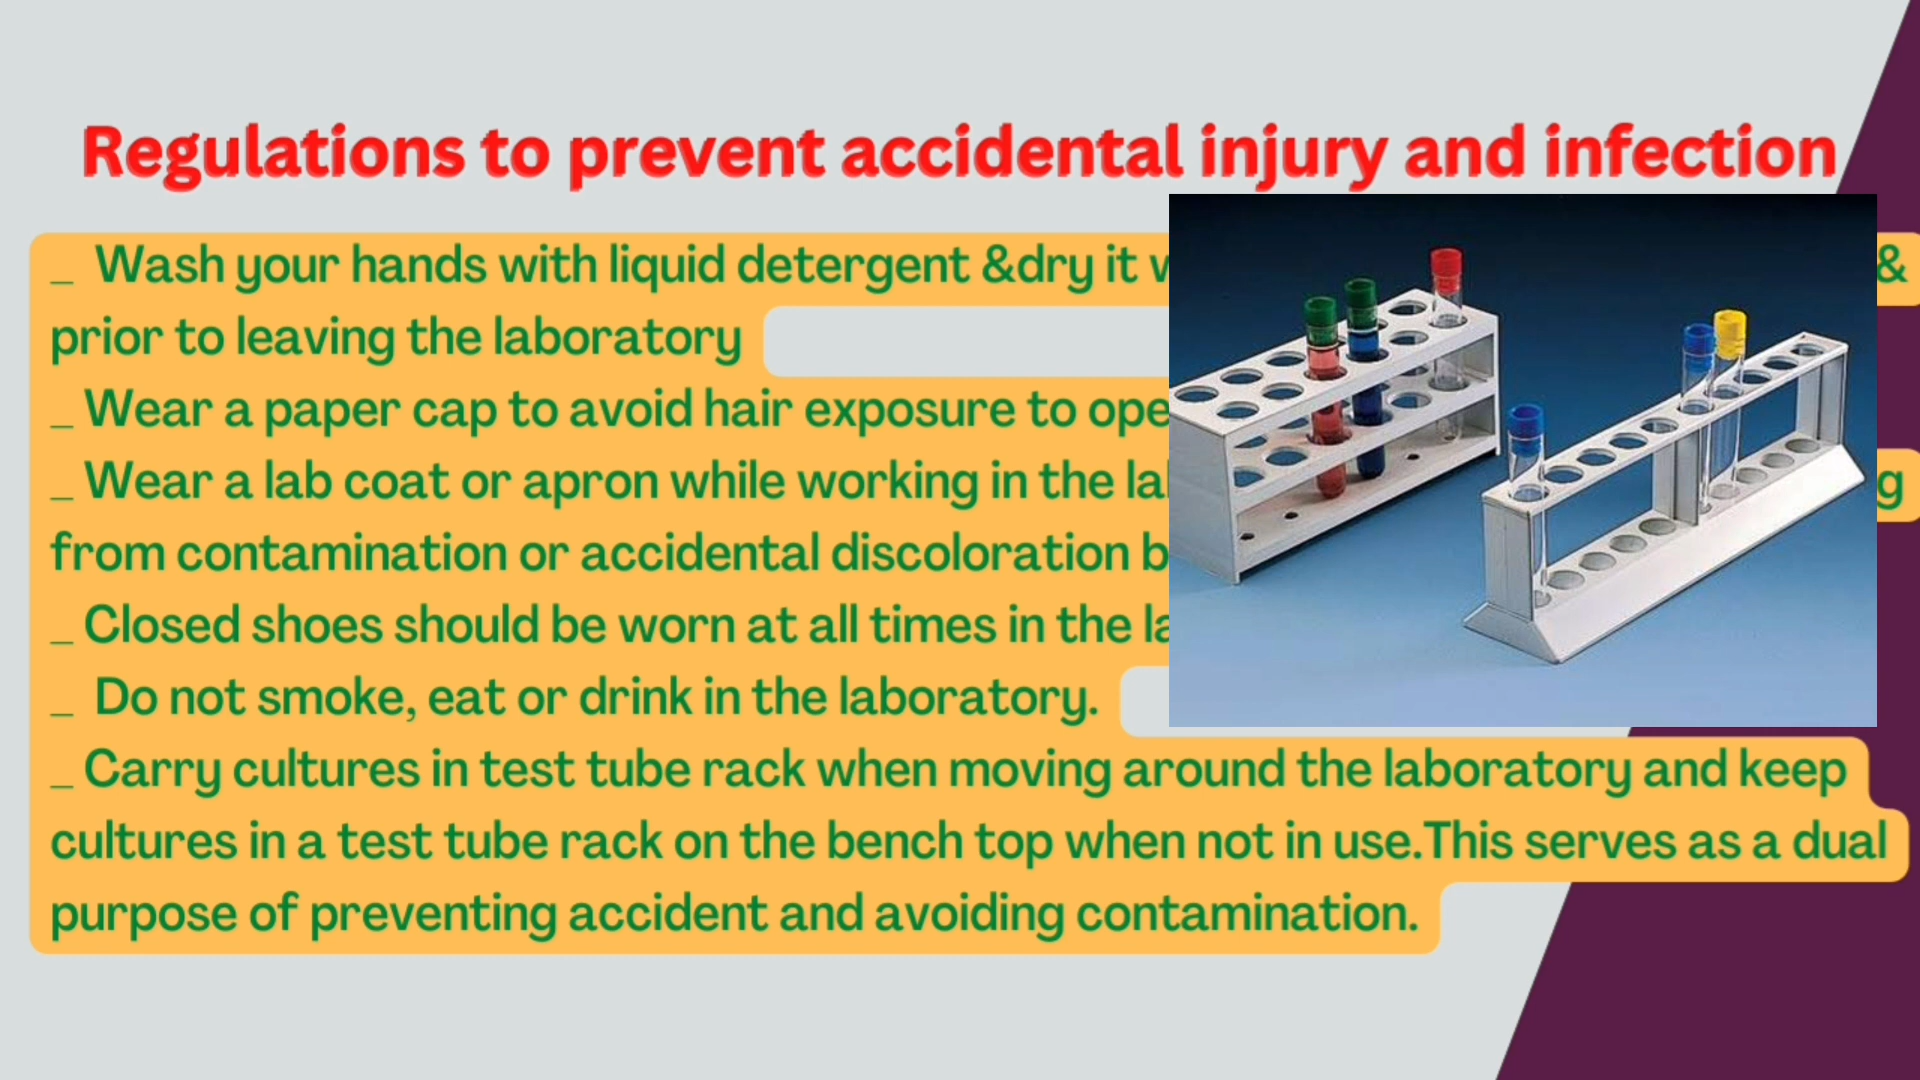 Regulations to prevent accidental injury and infection
_ Wash your hands with liquid detergent &dry it &
prior to leaving the laboratory
_ Wear a paper cap to avoid hair exposure to
_ Wear a lab coat or apron while working in the
from contamination or accidental discoloration
_ Closed shoes should be worn at all times in the
_ Do not smoke, eat or drink in the laboratory.
_ Carry cultures in test tube rack when moving around the laboratory and keep
cultures in a test tube rack on the bench top when not in use.This serves as a dual
purpose of preventing accident and avoiding contamination.